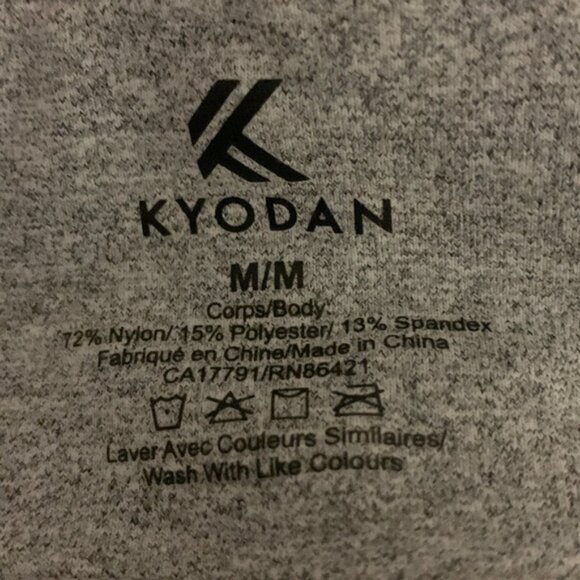 KYODAN
M/M
Corps/Body:
72% Nylon/ 15% Polyester/ 13% Spandex
Fabriqué en Chine/Made in China
CA17791/RN86421
Laver Avec Couleurs Similaires/
Wash With Like Colours